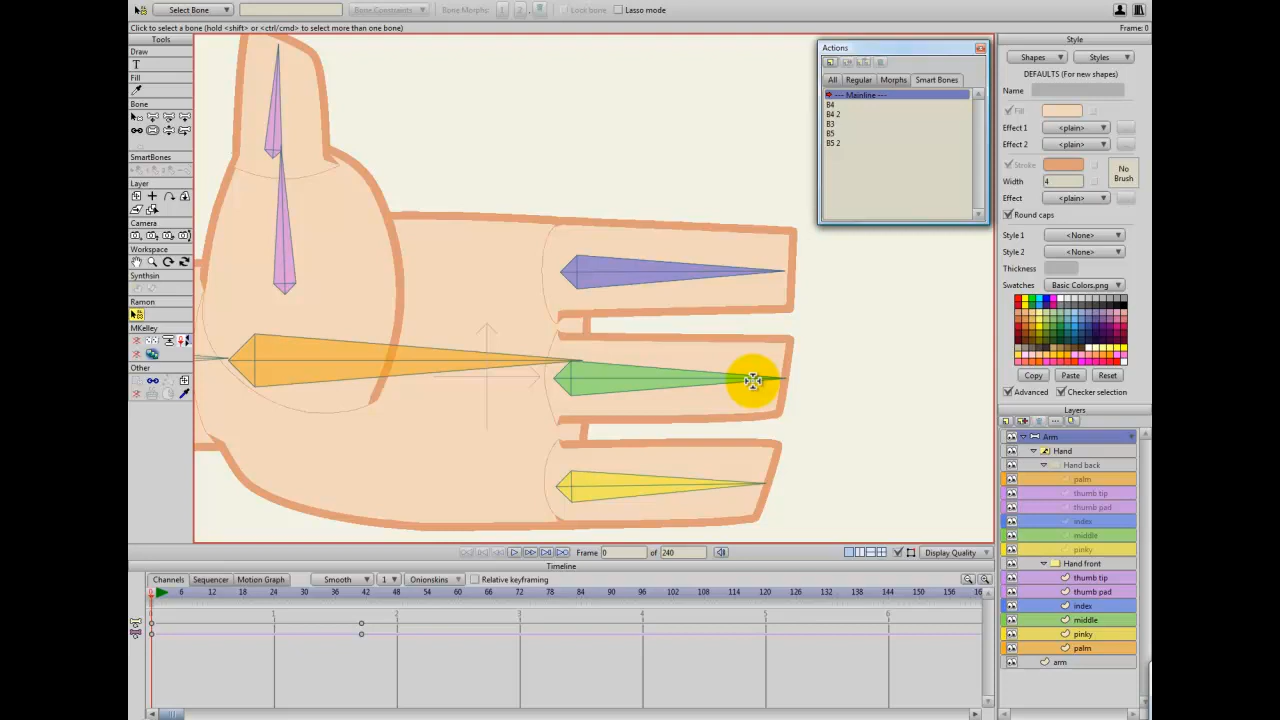 Select Bone
Bone Constraints
Bone Morphs: 1 2
Lock bone
Lasso mode
Click to select a bone (hold <shift> or <ctrl/cmd> to select more than one bone)
Frame: 0
Tools
Draw
T
Fill
Bone
SmartBones
Layer
Camera
Workspace
Synthsin
Ramon
MKelley
Other
Actions
All
Regular
Morphs
Smart Bones
--- Mainline ---
B4
B4 2
B3
B5
B5 2
Style
Shapes
Styles
DEFAULTS (For new shapes)
Name
Fill
Effect 1
<plain>
Effect 2
<plain>
Stroke
No
Brush
Width
4
Effect
<plain>
Round caps
Style 1
<None>
Style 2
<None>
Thickness
Swatches
Basic Colors.png
Copy
Paste
Reset
Advanced
Checker selection
Layers
Arm
Hand
Hand back
palm
thumb tip
thumb pad
index
middle
pinky
Hand front
thumb tip
thumb pad
index
middle
pinky
palm
arm
Frame
0
of
240
Display Quality
Timeline
Channels
Sequencer
Motion Graph
Smooth
1
Onionskins
Relative keyframing
6 12 18 24 30 36 42 48 54 60 66 72 78 84 90 96 102 108 114 120 126 132 138 144 150 156
1 2 3 4 5 6